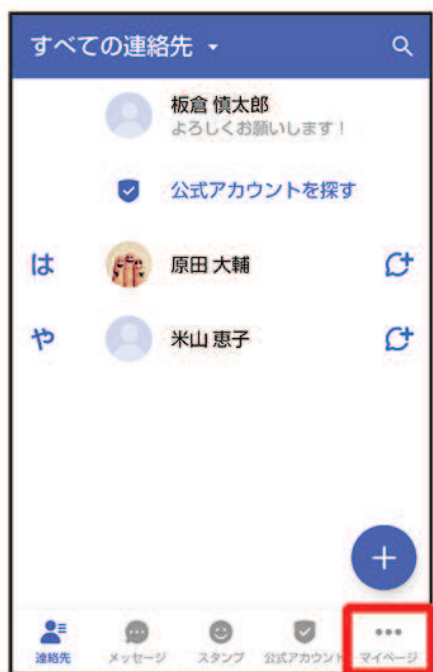 すべての連絡先
板倉 慎太郎
よろしくお願いします！
公式アカウントを探す
は 原田 大輔
や 米山 恵子
連絡先 メッセージ スタンプ 公式アカウント マイページ